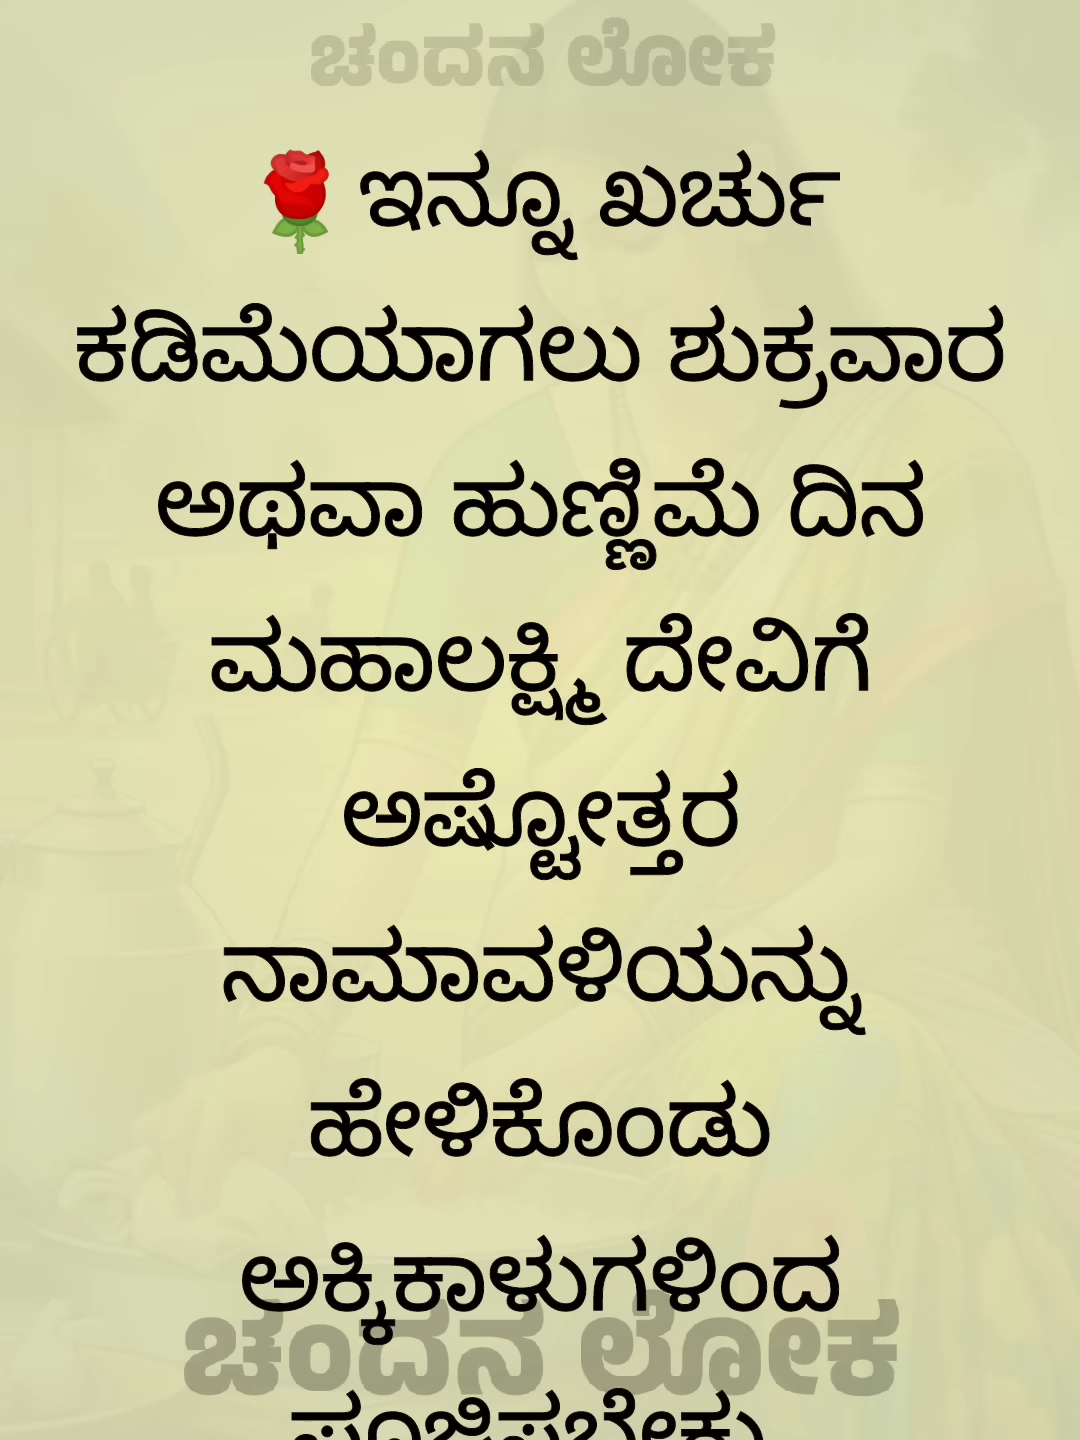 ಚಂದನ ಲೋಕ
🌹ಇನ್ನೂ ಖರ್ಚು
ಕಡಿಮೆಯಾಗಲು ಶುಕ್ರವಾರ
ಅಥವಾ ಹುಣ್ಣಿಮೆ ದಿನ
ಮಹಾಲಕ್ಷ್ಮಿ ದೇವಿಗೆ
ಅಷ್ಟೋತ್ತರ
ನಾಮಾವಳಿಯನ್ನು
ಹೇಳಿಕೊಂಡು
ಅಕ್ಕಿಕಾಳುಗಳಿಂದ
ಚಂದನ ಲೋಕ